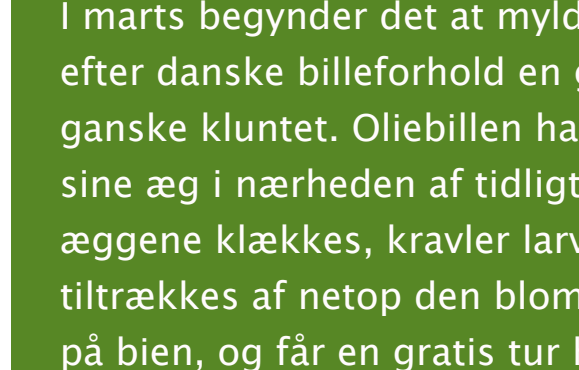 I marts begynder det at myld
efter danske billeforhold en
ganske kluntet. Oliebillen ha
sine æg i nærheden af tidligt
æggene klækkes, kravler larv
tiltrækkes af netop den blom
på bien, og får en gratis tur